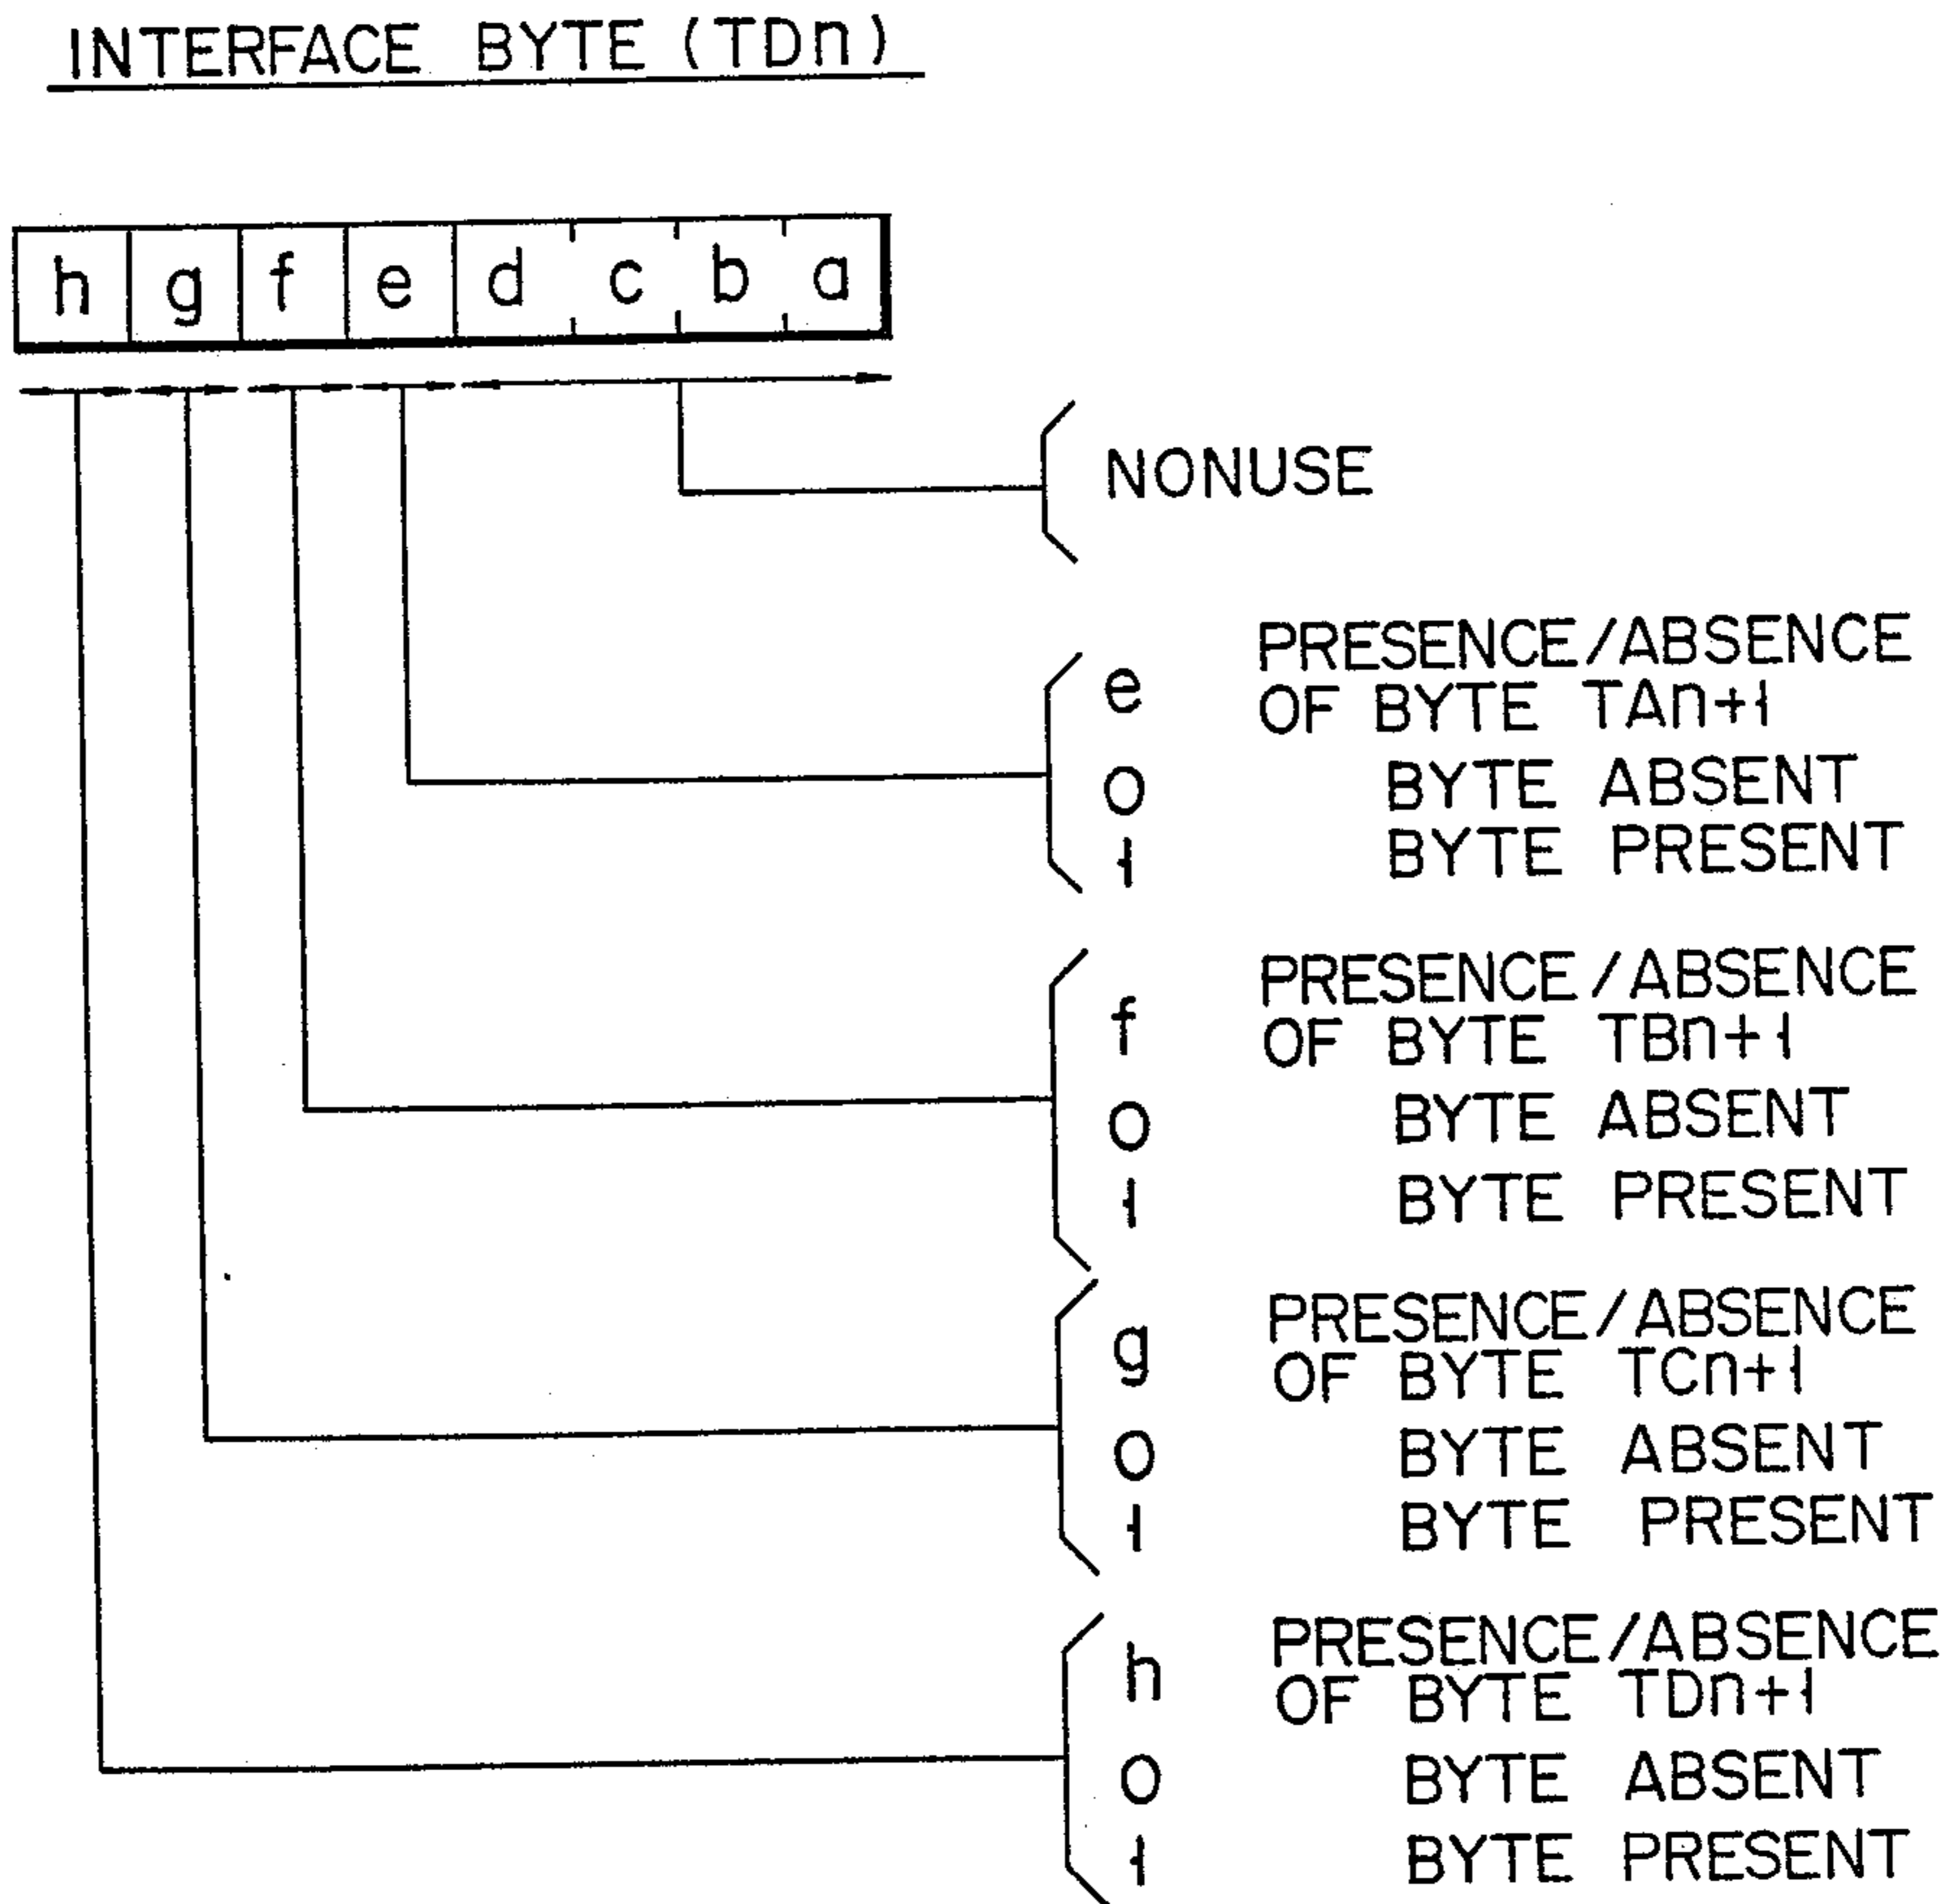 INTERFACE BYTE (TDn)
h g f e d c b a
NONUSE
e PRESENCE/ABSENCE
OF BYTE TAn+1
0 BYTE ABSENT
1 BYTE PRESENT
f PRESENCE/ABSENCE
OF BYTE TBn+1
0 BYTE ABSENT
1 BYTE PRESENT
g PRESENCE/ABSENCE
OF BYTE TCn+1
0 BYTE ABSENT
1 BYTE PRESENT
h PRESENCE/ABSENCE
OF BYTE TDn+1
0 BYTE ABSENT
1 BYTE PRESENT